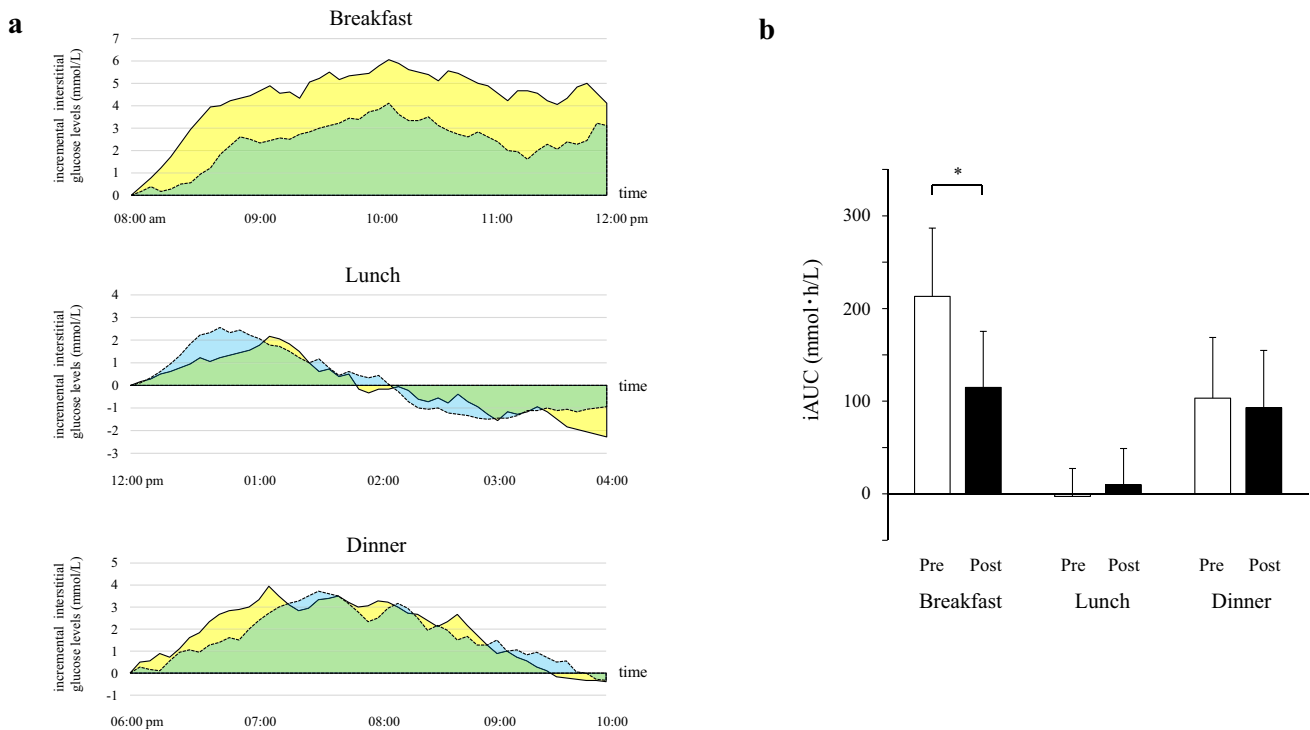 a
Breakfast
incremental interstitial
glucose levels (mmol/L)
7
6
5
4
3
2
1
0
time
08:00 am 09:00 10:00 11:00 12:00 pm
Lunch
incremental interstitial
glucose levels (mmol/L)
4
3
2
1
0
-1
-2
-3
time
12:00 pm 01:00 02:00 03:00 04:00
Dinner
incremental interstitial
glucose levels (mmol/L)
5
4
3
2
1
0
-1
time
06:00 pm 07:00 08:00 09:00 10:00
b
iAUC (mmol・h/L)
300
200
100
0
*
Pre Post Pre Post Pre Post
Breakfast Lunch Dinner